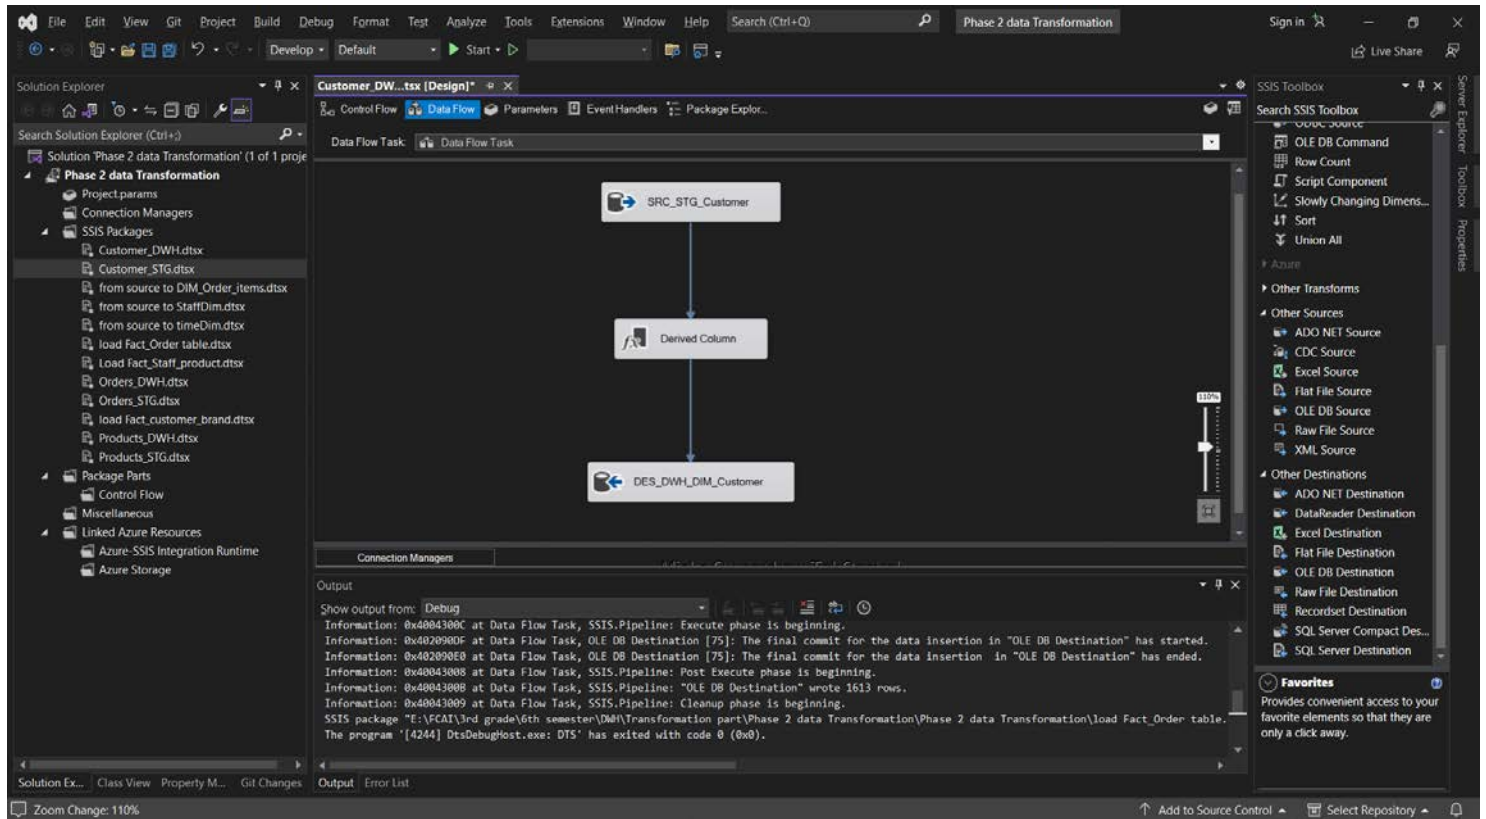 File Edit View Git Project Build Debug Format Test Analyze Tools Extensions Window Help Search (Ctrl+Q) Phase 2 data Transformation Sign in
Develop Default Start Live Share
Solution Explorer
Search Solution Explorer (Ctrl+;)
Solution 'Phase 2 data Transformation' (1 of 1 proje
Phase 2 data Transformation
Project.params
Connection Managers
SSIS Packages
Customer_DWH.dtsx
Customer_STG.dtsx
from source to DIM_Order_items.dtsx
from source to StaffDim.dtsx
from source to timeDim.dtsx
load Fact_Order table.dtsx
Load Fact_Staff_product.dtsx
Orders_DWH.dtsx
Orders_STG.dtsx
load Fact_customer_brand.dtsx
Products_DWH.dtsx
Products_STG.dtsx
Package Parts
Control Flow
Miscellaneous
Linked Azure Resources
Azure-SSIS Integration Runtime
Azure Storage
Solution Ex... Class View Property M... Git Changes
Customer_DW...tsx [Design]*
Control Flow Data Flow Parameters Event Handlers Package Explor...
Data Flow Task: Data Flow Task
SRC_STG_Customer
Derived Column
DES_DWH_DIM_Customer
110%
Connection Managers
Output
Show output from: Debug
Information: 0x4004300C at Data Flow Task, SSIS.Pipeline: Execute phase is beginning.
Information: 0x402090DF at Data Flow Task, OLE DB Destination [75]: The final commit for the data insertion in "OLE DB Destination" has started.
Information: 0x402090E0 at Data Flow Task, OLE DB Destination [75]: The final commit for the data insertion in "OLE DB Destination" has ended.
Information: 0x40043008 at Data Flow Task, SSIS.Pipeline: Post Execute phase is beginning.
Information: 0x4004300B at Data Flow Task, SSIS.Pipeline: "OLE DB Destination" wrote 1613 rows.
Information: 0x40043009 at Data Flow Task, SSIS.Pipeline: Cleanup phase is beginning.
SSIS package "E:\FCAI\3rd grade\6th semester\DWH\Transformation part\Phase 2 data Transformation\Phase 2 data Transformation\load Fact_Order table.
The program '[4244] DtsDebugHost.exe: DTS' has exited with code 0 (0x0).
Output Error List
SSIS Toolbox
Search SSIS Toolbox
ODBC Source
OLE DB Command
Row Count
Script Component
Slowly Changing Dimens...
Sort
Union All
Azure
Other Transforms
Other Sources
ADO NET Source
CDC Source
Excel Source
Flat File Source
OLE DB Source
Raw File Source
XML Source
Other Destinations
ADO NET Destination
DataReader Destination
Excel Destination
Flat File Destination
OLE DB Destination
Raw File Destination
Recordset Destination
SQL Server Compact Des...
SQL Server Destination
Favorites
Provides convenient access to your
favorite elements so that they are
only a click away.
Server Explorer
Toolbox
Properties
Zoom Change: 110% Add to Source Control Select Repository